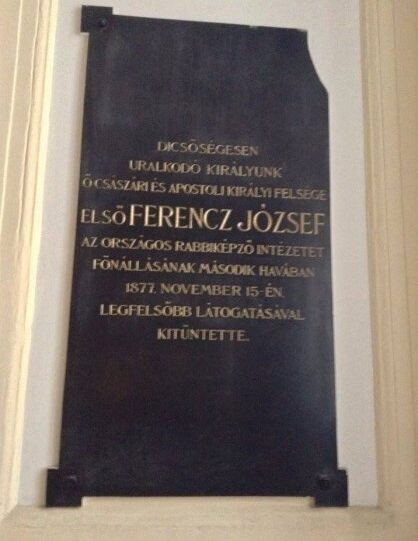 DICSŐSÉGESEN
URALKODÓ KIRÁLYUNK
Ő CSÁSZÁRI ÉS APOSTOLI KIRÁLYI FELSÉGE
ELSŐ FERENCZ JÓZSEF
AZ ORSZÁGOS RABBIKÉPZŐ INTÉZETET
FÖNÁLLÁSÁNAK MÁSODIK HAVÁBAN
1877. NOVEMBER 15-ÉN.
LEGFELSŐBB LÁTOGATÁSÁVAL
KITÜNTETTE.